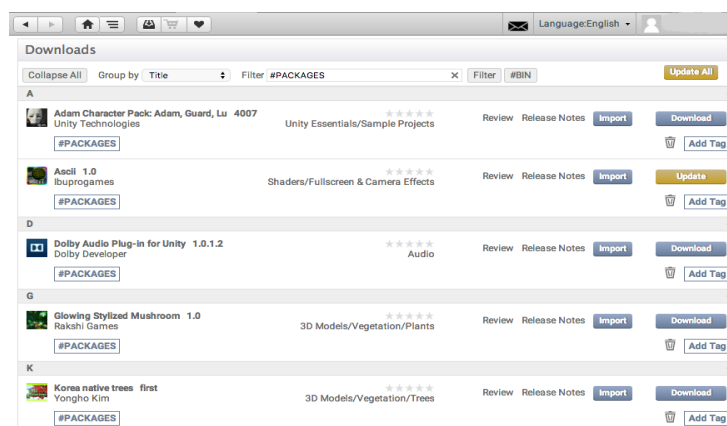 Language:English
Downloads
Collapse All Group by Title Filter #PACKAGES Filter #BIN Update All
A
Adam Character Pack: Adam, Guard, Lu 4007
Unity Technologies Unity Essentials/Sample Projects Review Release Notes Import Download
#PACKAGES Add Tag
Ascii 1.0
Ibuprogames Shaders/Fullscreen & Camera Effects Review Release Notes Import Update
#PACKAGES Add Tag
D
Dolby Audio Plug-in for Unity 1.0.1.2
Dolby Developer Audio Review Release Notes Import Download
#PACKAGES Add Tag
G
Glowing Stylized Mushroom 1.0
Rakshi Games 3D Models/Vegetation/Plants Review Release Notes Import Download
#PACKAGES Add Tag
K
Korea native trees first
Yongho Kim 3D Models/Vegetation/Trees Review Release Notes Import Download
#PACKAGES Add Tag